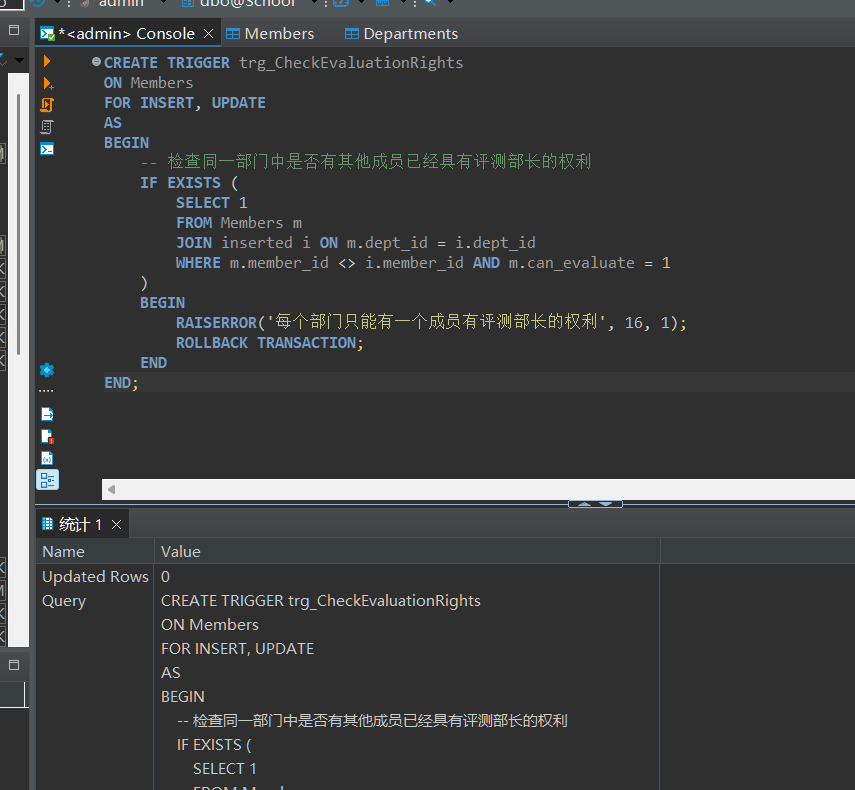 admin
dbo@School
*<admin> Console
Members
Departments
CREATE TRIGGER trg_CheckEvaluationRights
ON Members
FOR INSERT, UPDATE
AS
BEGIN
-- 检查同一部门中是否有其他成员已经具有评测部长的权利
IF EXISTS (
SELECT 1
FROM Members m
JOIN inserted i ON m.dept_id = i.dept_id
WHERE m.member_id <> i.member_id AND m.can_evaluate = 1
)
BEGIN
RAISERROR('每个部门只能有一个成员有评测部长的权利', 16, 1);
ROLLBACK TRANSACTION;
END
END;
统计 1
Name Value
Updated Rows 0
Query CREATE TRIGGER trg_CheckEvaluationRights
ON Members
FOR INSERT, UPDATE
AS
BEGIN
-- 检查同一部门中是否有其他成员已经具有评测部长的权利
IF EXISTS (
SELECT 1